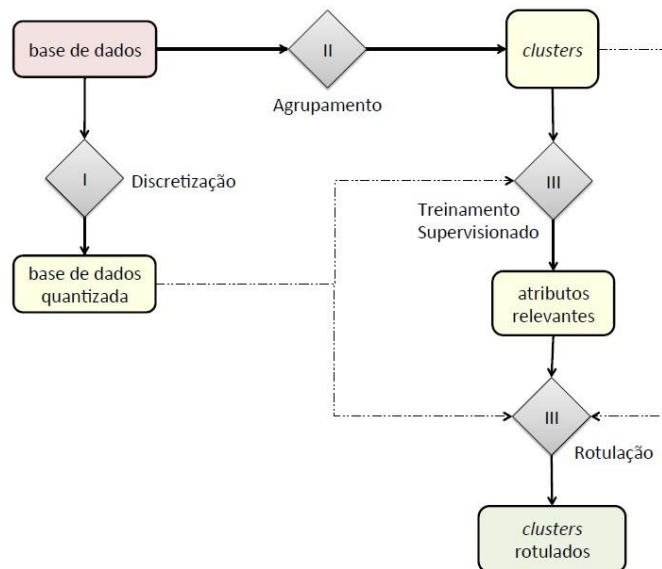 base de dados
II
clusters
Agrupamento
I
Discretização
III
Treinamento
Supervisionado
base de dados
quantizada
atributos
relevantes
III
Rotulação
clusters
rotulados